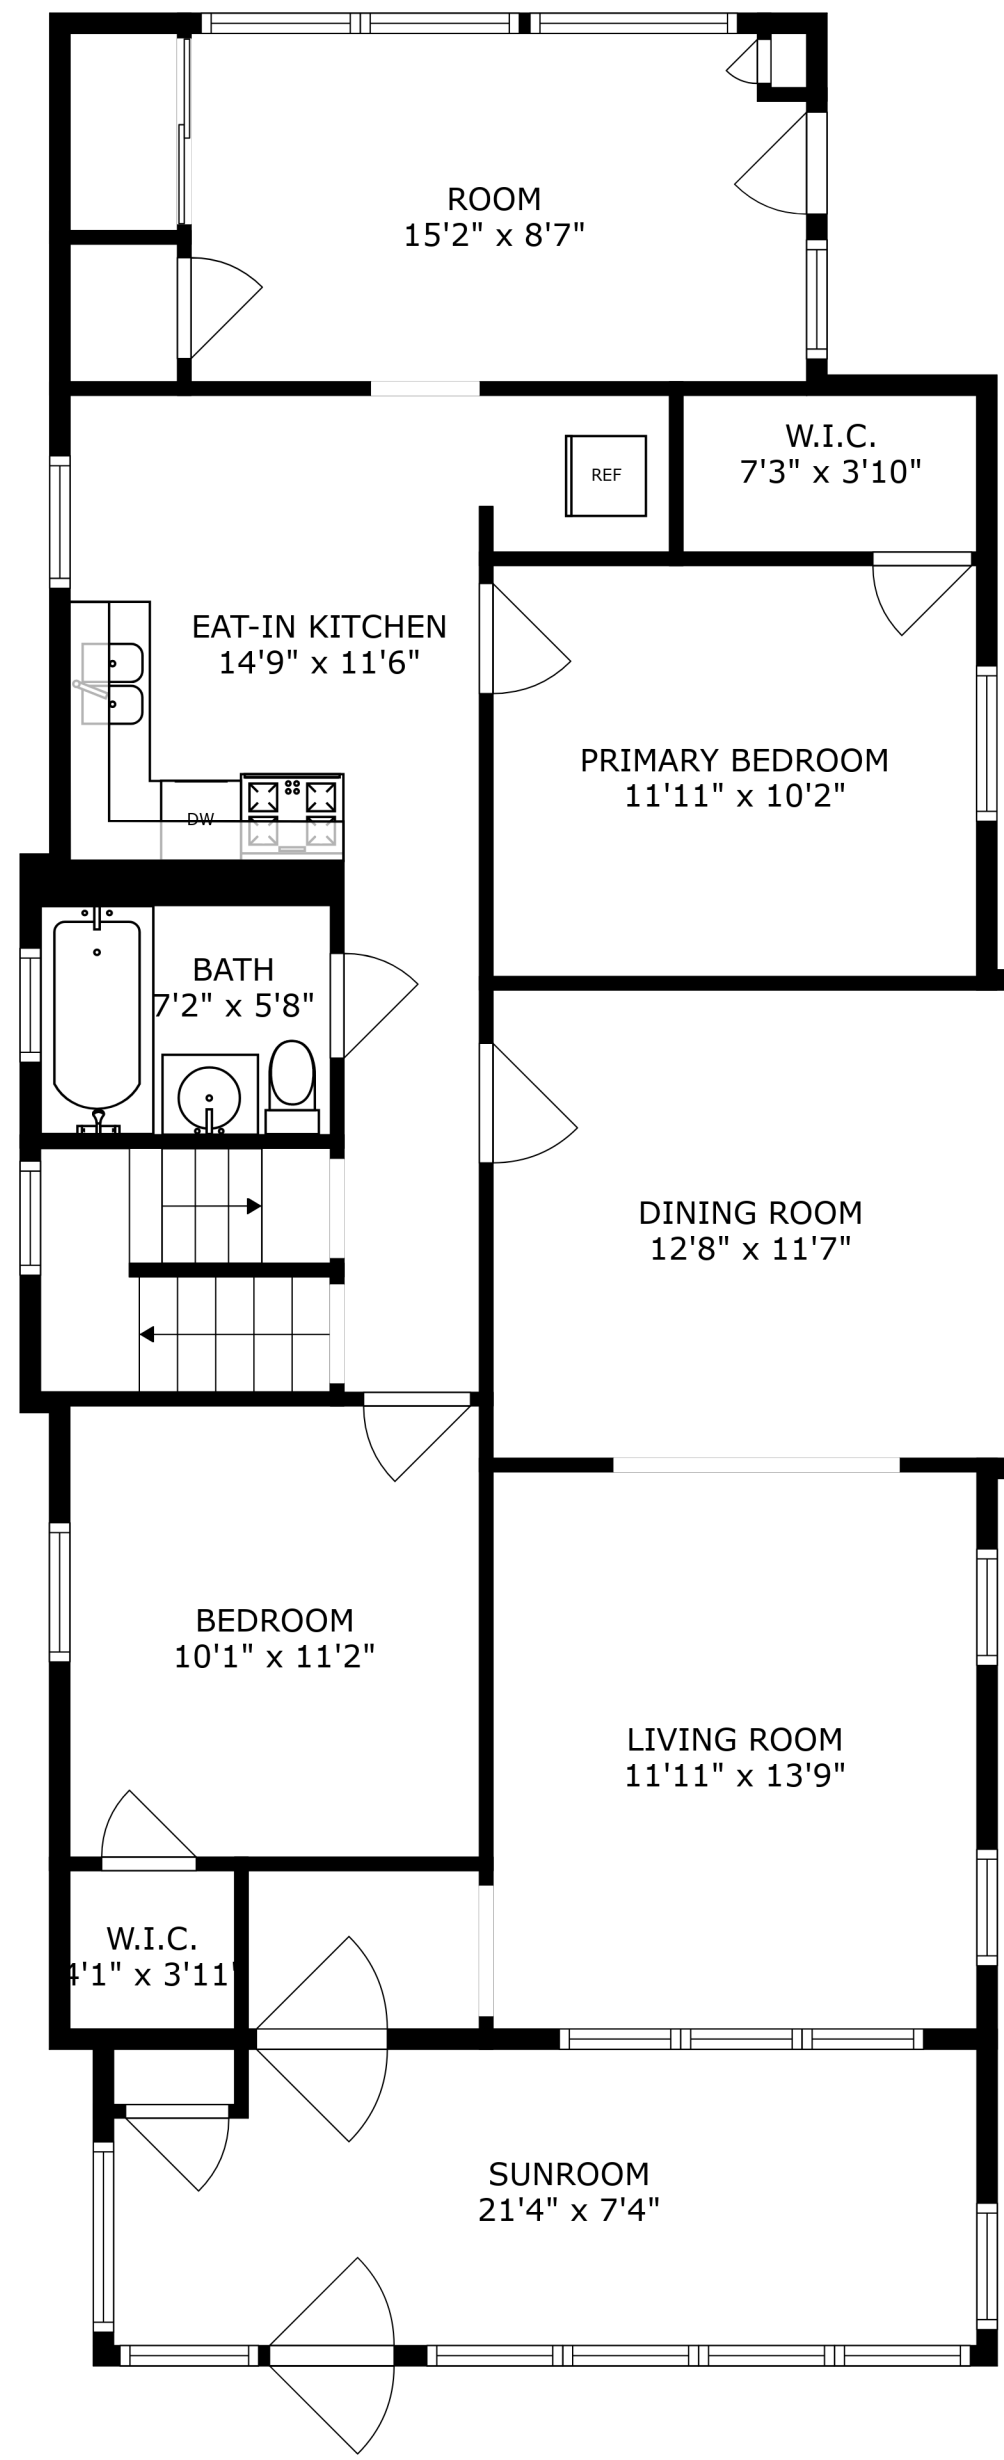 ROOM
15'2" x 8'7"
W.I.C.
7'3" x 3'10"
REF
EAT-IN KITCHEN
14'9" x 11'6"
PRIMARY BEDROOM
11'11" x 10'2"
DW
BATH
7'2" x 5'8"
DINING ROOM
12'8" x 11'7"
BEDROOM
10'1" x 11'2"
LIVING ROOM
11'11" x 13'9"
W.I.C.
4'1" x 3'11"
SUNROOM
21'4" x 7'4"